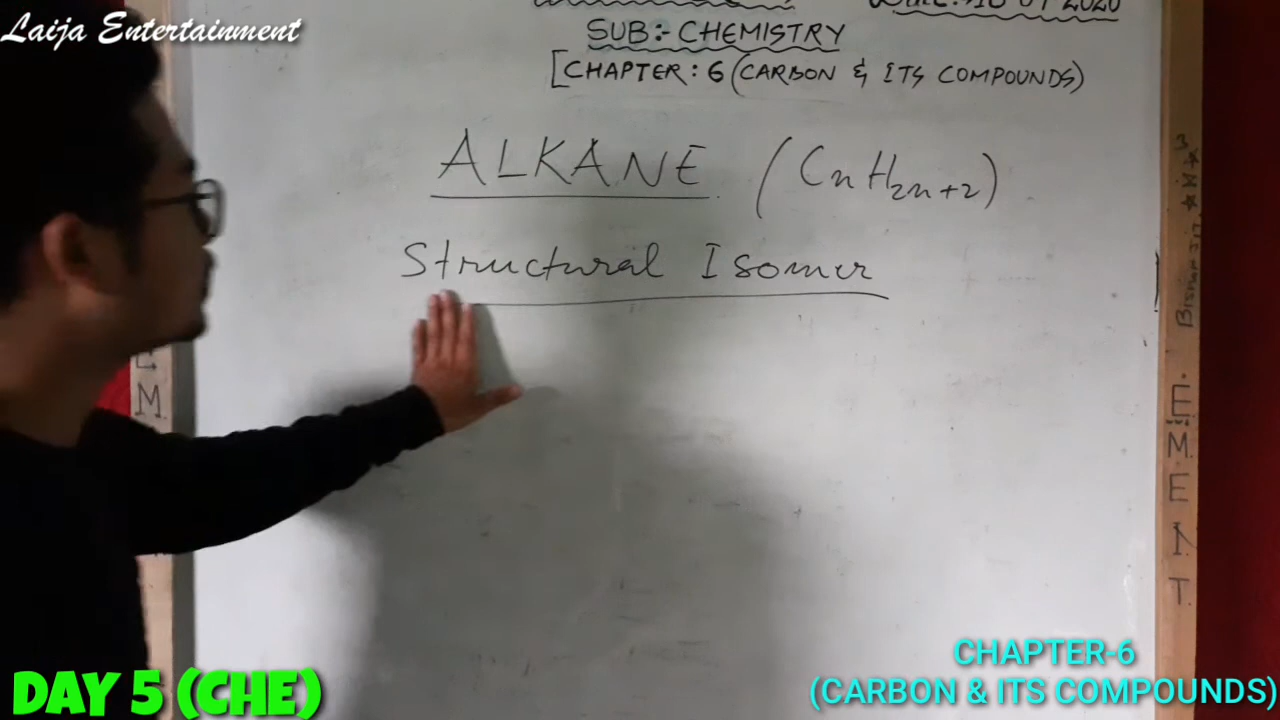 Laija Entertainment
SUB:- CHEMISTRY
[CHAPTER: 6 (CARBON & ITS COMPOUNDS)
ALKANE (CnH2n+2)
Structural Isomer
E
M
E
M
E
N
T
CHAPTER-6
(CARBON & ITS COMPOUNDS)
DAY 5 (CHE)